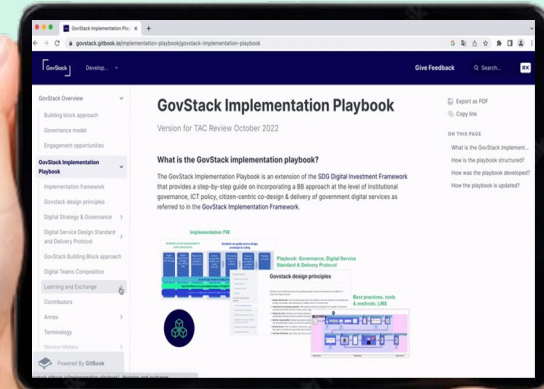 GovStack Implementation Play
govstack.gitbook.io/implementation-playbook/govstack-implementation-playbook
GovStack
Develop...
Give Feedback
Search...
⌘K
GovStack Overview
Building block approach
Governance model
Engagement opportunities
GovStack Implementation
Playbook
Implementation framework
Govstack design principles
Digital Strategy & Governance
Digital Service Design Standard
and Delivery Protocol
GovStack Building Block approach
Digital Teams Composition
Learning and Exchange
Contributors
Annex
Terminology
Version History
Powered By GitBook
GovStack Implementation Playbook
Version for TAC Review October 2022
What is the GovStack implementation playbook?
The GovStack Implementation Playbook is an extension of the SDG Digital Investment Framework
that provides a step-by-step guide on incorporating a BB approach at the level of institutional
governance, ICT policy, citizen-centric co-design & delivery of government digital services as
referred to in the GovStack Implementation Framework.
Implementation FW
Playbook: Governance, Digital Service
Standard & Delivery Protocol
Govstack design principles
Best practices, tools
& methods, LMS
Export as PDF
Copy link
ON THIS PAGE
What is the GovStack implement...
How is the playbook structured?
How was the playbook developed?
How the playbook is updated?